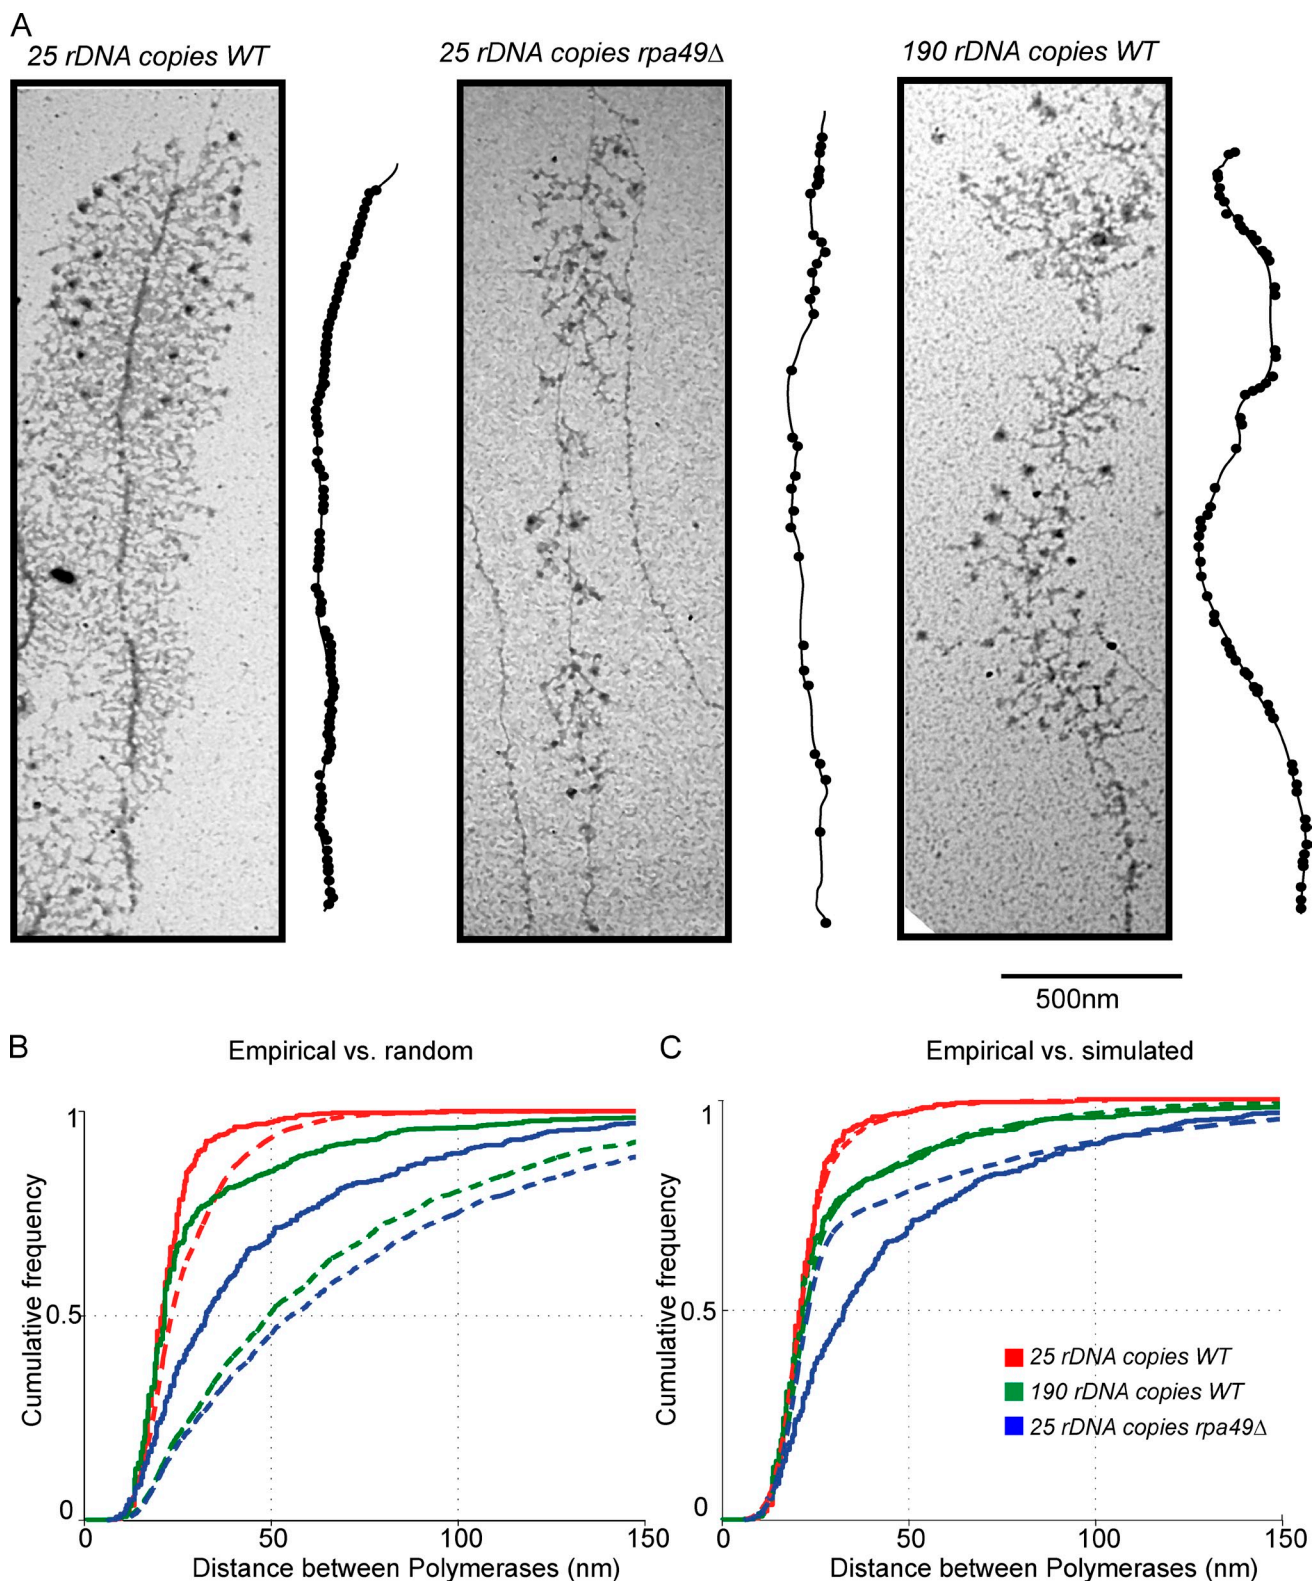 A
25 rDNA copies WT
25 rDNA copies rpa49Δ
190 rDNA copies WT
500nm
B
Empirical vs. random
C
Empirical vs. simulated
1
0.5
0
0
50
100
150
Cumulative frequency
Distance between Polymerases (nm)
1
0.5
0
0
50
100
150
Cumulative frequency
Distance between Polymerases (nm)
25 rDNA copies WT
190 rDNA copies WT
25 rDNA copies rpa49Δ